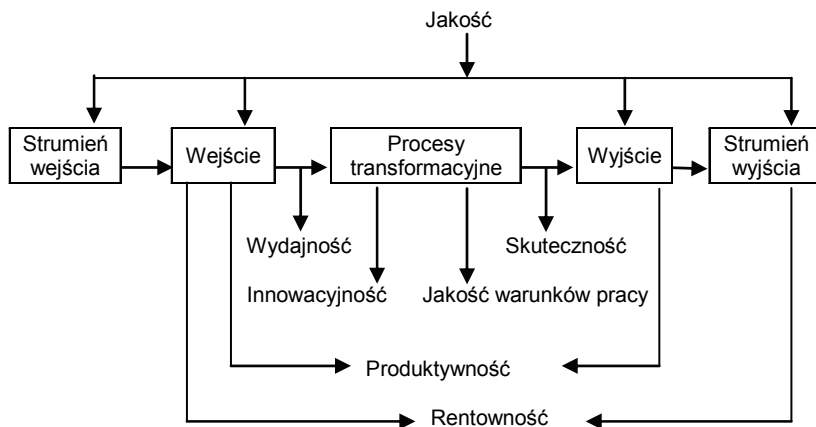 Jakość
Strumień
wejścia
Wejście
Procesy
transformacyjne
Wyjście
Strumień
wyjścia
Wydajność
Skuteczność
Innowacyjność
Jakość warunków pracy
Produktywność
Rentowność